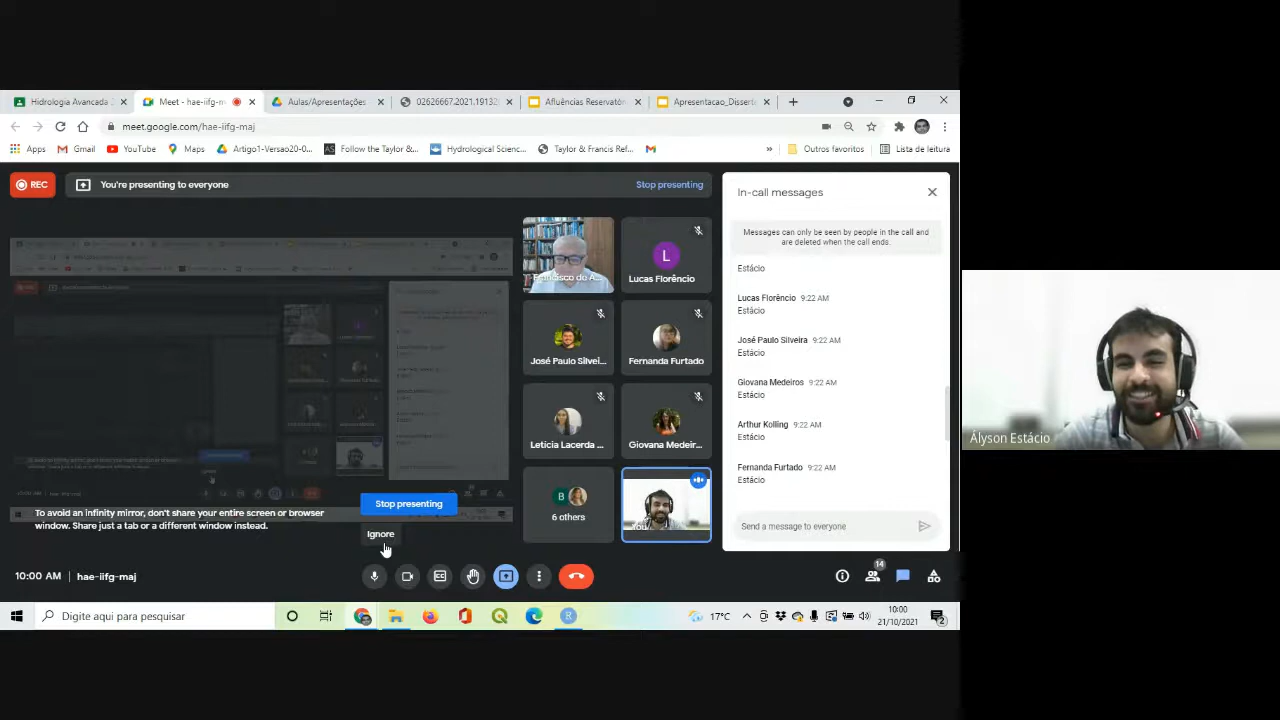 Hidrologia Avancada
Meet - hae-iifg-m
Aulas/Apresentações
02626667.2021.1913
Afluências Reservató
Apresentacao_Dissert
meet.google.com/hae-iifg-maj
Apps
Gmail
YouTube
Maps
Artigo1-Versao20-0...
Follow the Taylor &...
Hydrological Scienc...
Taylor & Francis Ref...
»
Outros favoritos
Lista de leitura
REC
You're presenting to everyone
Stop presenting
Francisco de A...
L
Lucas Florêncio
José Paulo Silvei...
Fernanda Furtado
Letícia Lacerda ...
Giovana Medeir...
B
6 others
You
To avoid an infinity mirror, don't share your entire screen or browser
window. Share just a tab or a different window instead.
Stop presenting
Ignore
In-call messages
Messages can only be seen by people in the call and
are deleted when the call ends.
Estácio
Lucas Florêncio 9:22 AM
Estácio
José Paulo Silveira 9:22 AM
Estácio
Giovana Medeiros 9:22 AM
Estácio
Arthur Kolling 9:22 AM
Estácio
Fernanda Furtado 9:22 AM
Estácio
Send a message to everyone
10:00 AM | hae-iifg-maj
14
Digite aqui para pesquisar
17°C
10:00
21/10/2021
2
Ályson Estácio